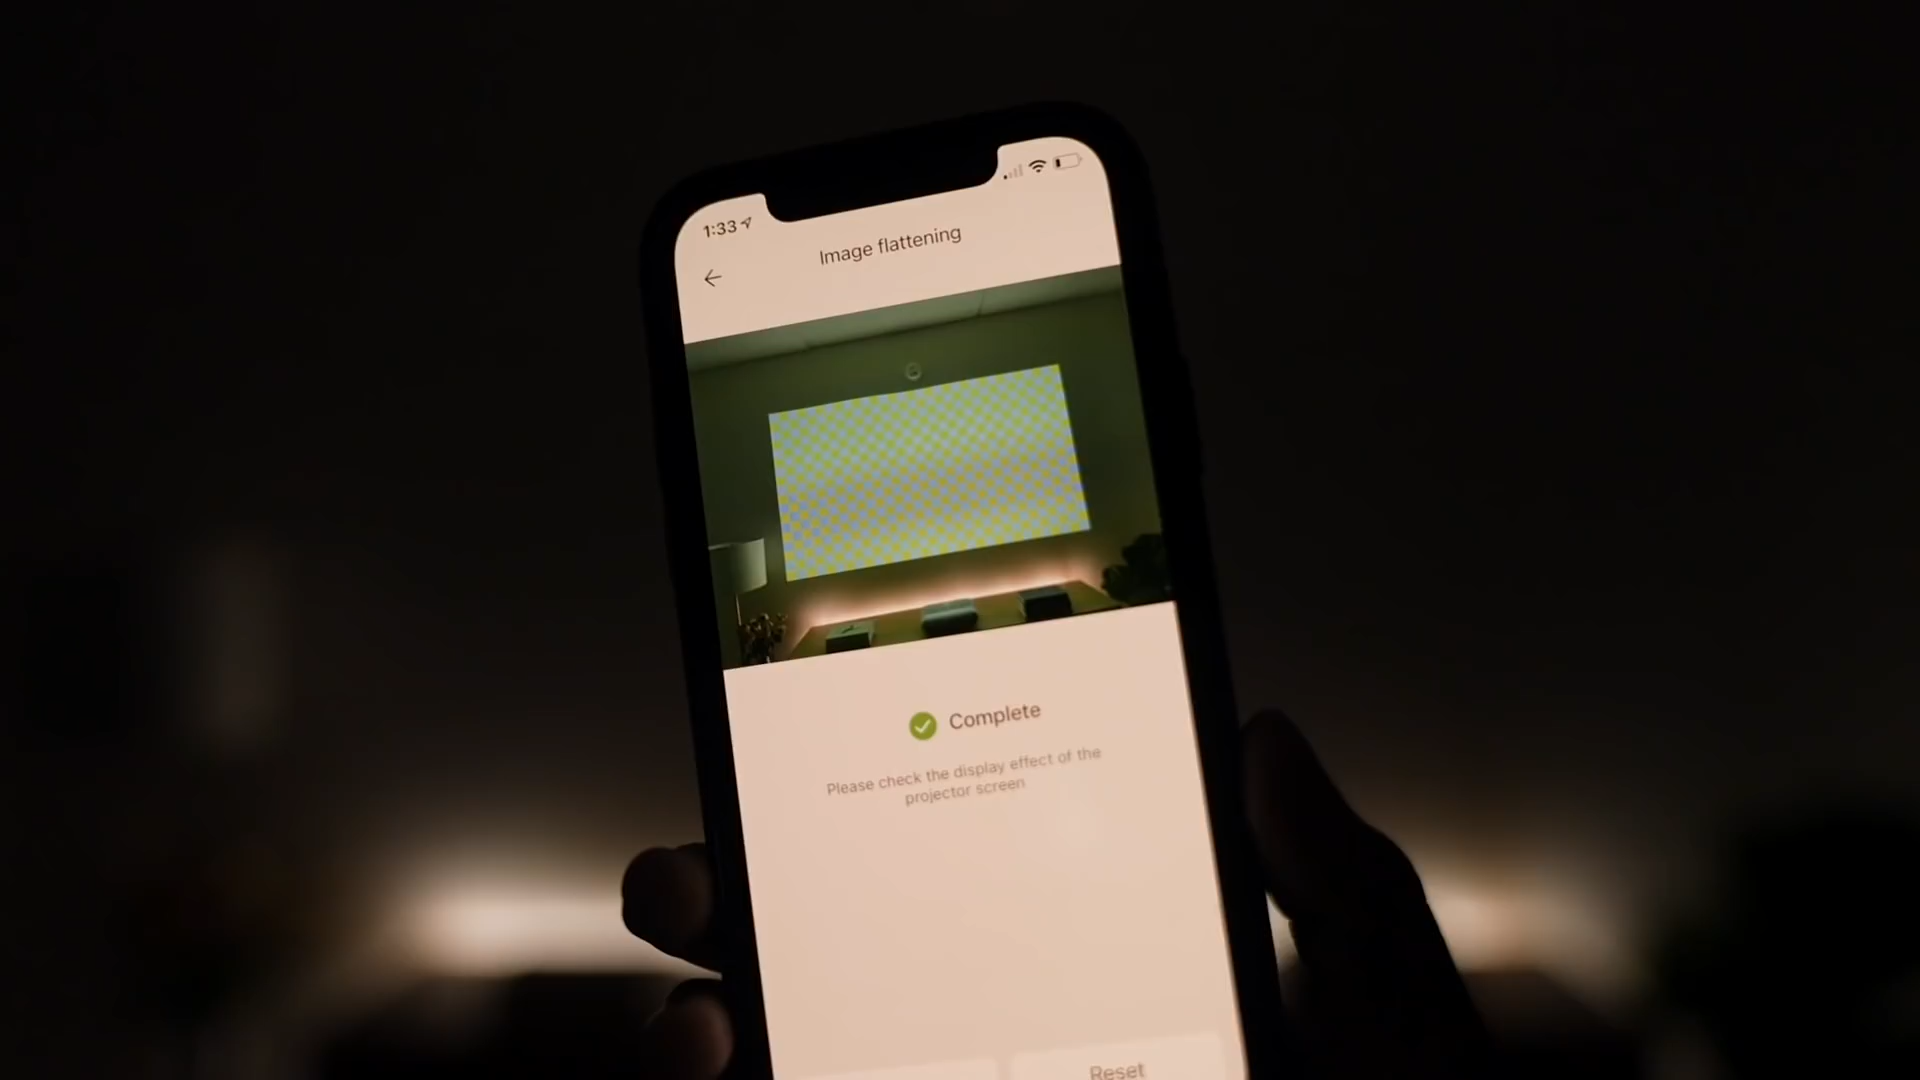 1:33
Image flattening
Complete
Please check the display effect of the
projector screen
Reset